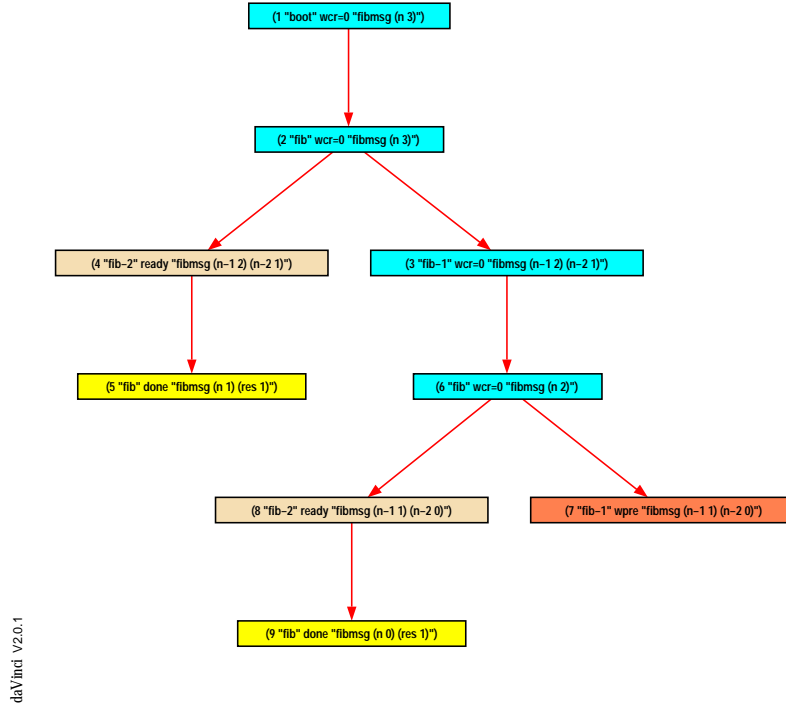 (1 "boot" wcr=0 "fibmsg (n 3)")
(2 "fib" wcr=0 "fibmsg (n 3)")
(4 "fib−2" ready "fibmsg (n−1 2) (n−2 1)")
(3 "fib−1" wcr=0 "fibmsg (n−1 2) (n−2 1)")
(5 "fib" done "fibmsg (n 1) (res 1)")
(6 "fib" wcr=0 "fibmsg (n 2)")
(8 "fib−2" ready "fibmsg (n−1 1) (n−2 0)")
(7 "fib−1" wpre "fibmsg (n−1 1) (n−2 0)")
(9 "fib" done "fibmsg (n 0) (res 1)")
daVinci V2.0.1